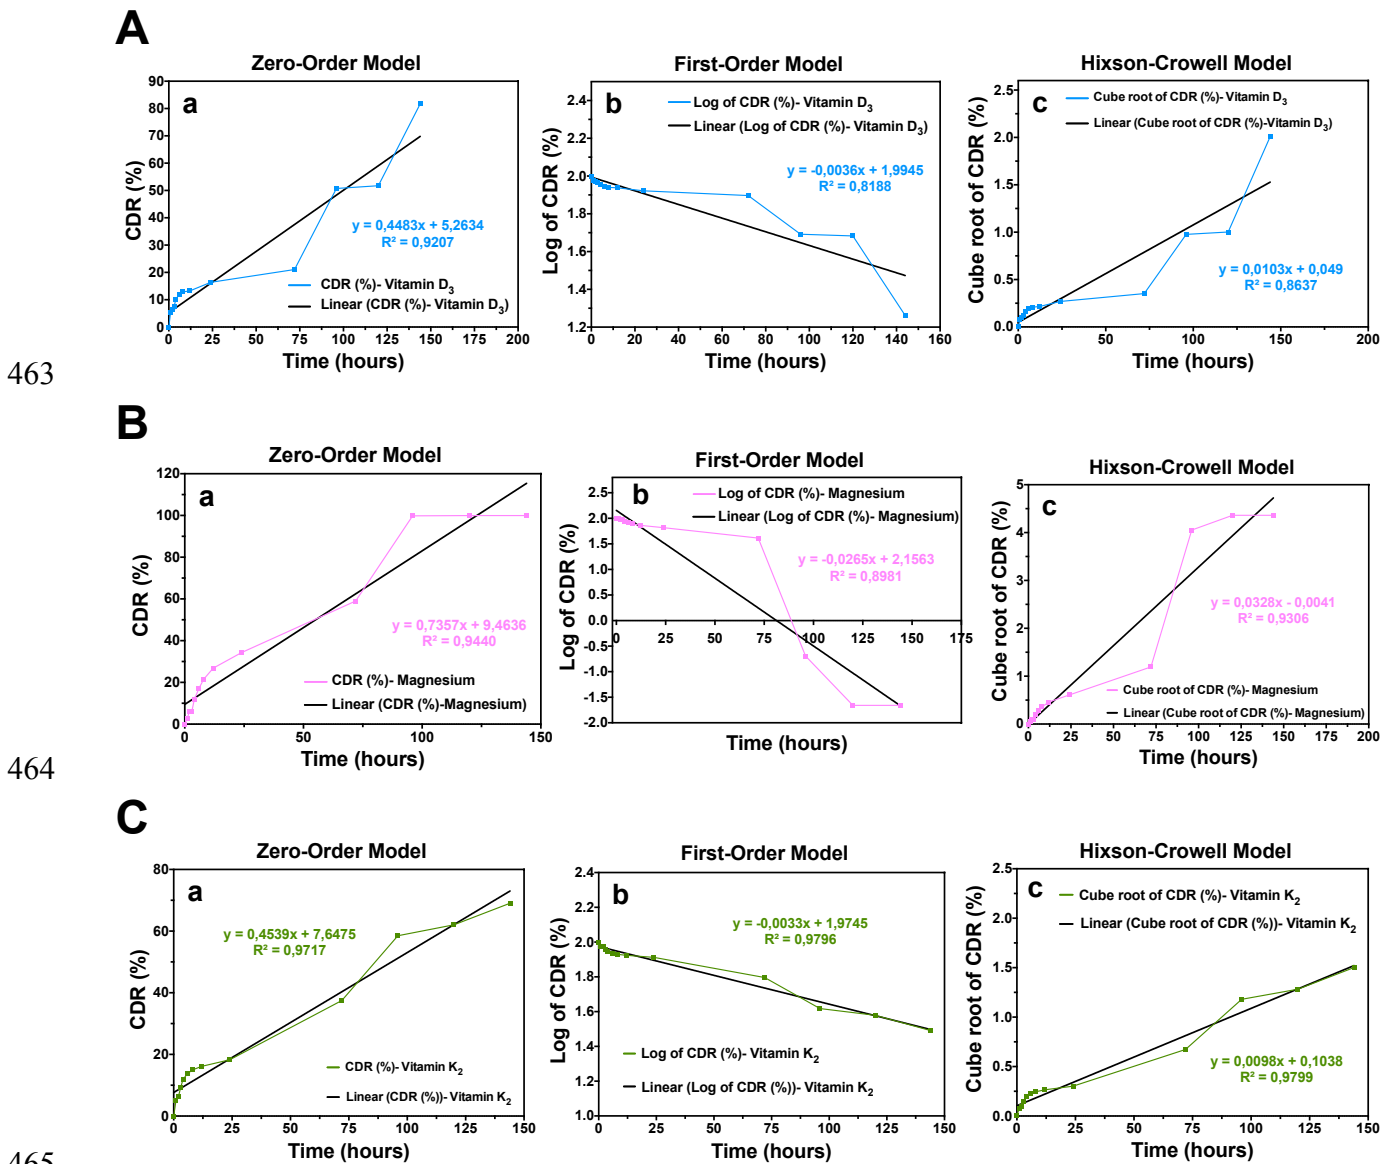 A
Zero-Order Model
a
CDR (%)
90
80
70
60
50
40
30
20
10
0
y = 0,4483x + 5,2634
R² = 0,9207
CDR (%)- Vitamin D₃
Linear (CDR (%)- Vitamin D₃)
0 25 50 75 100 125 150 175 200
Time (hours)
First-Order Model
b
Log of CDR (%)
2.4
2.2
2.0
1.8
1.6
1.4
1.2
Log of CDR (%)- Vitamin D₃
Linear (Log of CDR (%)- Vitamin D₃)
y = -0,0036x + 1,9945
R² = 0,8188
0 20 40 60 80 100 120 140 160
Time (hours)
Hixson-Crowell Model
c
Cube root of CDR (%)
2.5
2.0
1.5
1.0
0.5
0.0
Cube root of CDR (%)- Vitamin D₃
Linear (Cube root of CDR (%)-Vitamin D₃)
y = 0,0103x + 0,049
R² = 0,8637
0 50 100 150 200
Time (hours)
463
B
Zero-Order Model
a
CDR (%)
120
100
80
60
40
20
0
y = 0,7357x + 9,4636
R² = 0,9440
CDR (%)- Magnesium
Linear (CDR (%)-Magnesium)
0 50 100 150
Time (hours)
First-Order Model
b
Log of CDR (%)
2.5
2.0
1.5
1.0
0.5
0.0
-0.5
-1.0
-1.5
-2.0
Log of CDR (%)- Magnesium
Linear (Log of CDR (%)- Magnesium)
y = -0,0265x + 2,1563
R² = 0,8981
0 25 50 75 100 125 150 175
Time (hours)
Hixson-Crowell Model
c
Cube root of CDR (%)
5
4
3
2
1
0
y = 0,0328x - 0,0041
R² = 0,9306
Cube root of CDR (%)- Magnesium
Linear (Cube root of CDR (%)- Magnesium)
0 25 50 75 100 125 150 175 200
Time (hours)
464
C
Zero-Order Model
a
CDR (%)
80
60
40
20
0
y = 0,4539x + 7,6475
R² = 0,9717
CDR (%)- Vitamin K₂
Linear (CDR (%))- Vitamin K₂
0 25 50 75 100 125 150
Time (hours)
First-Order Model
b
Log of CDR (%)
2.4
2.2
2.0
1.8
1.6
1.4
1.2
1.0
y = -0,0033x + 1,9745
R² = 0,9796
Log of CDR (%)- Vitamin K₂
Linear (Log of CDR (%))- Vitamin K₂
0 25 50 75 100 125 150
Time (hours)
Hixson-Crowell Model
c
Cube root of CDR (%)
2.5
2.0
1.5
1.0
0.5
0.0
Cube root of CDR (%)- Vitamin K₂
Linear (Cube root of CDR (%))- Vitamin K₂
y = 0,0098x + 0,1038
R² = 0,9799
0 25 50 75 100 125 150
Time (hours)
465